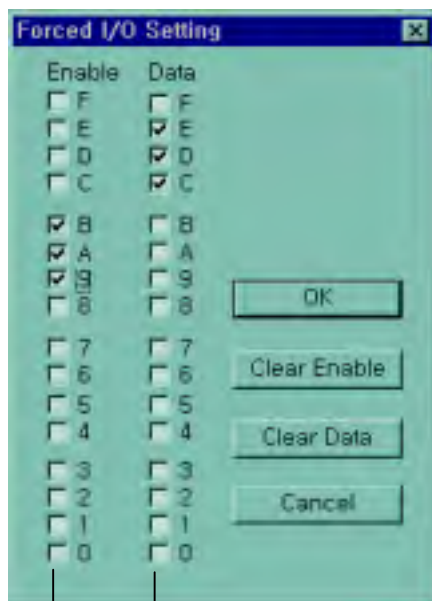 Forced I/O Setting
Enable Data
F F
E E
D D
C C
B B
A A
9 9
8 8
OK
7 7
6 6
Clear Enable
5 5
4 4
Clear Data
3 3
2 2
Cancel
1 1
0 0